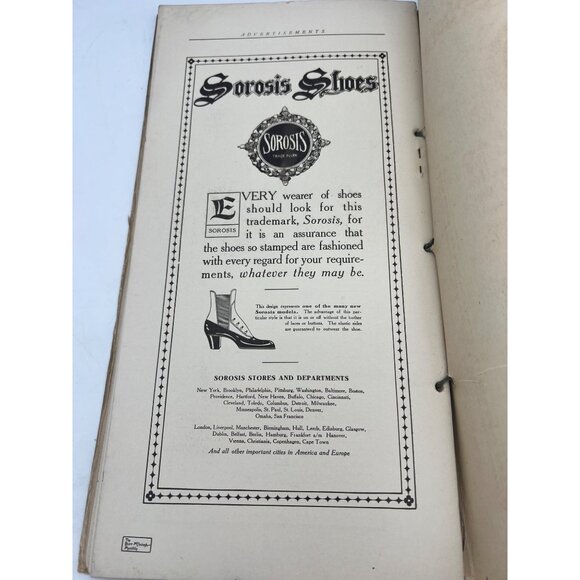 ADVERTISEMENTS
Sorosis Shoes
SOROSIS
TRADE MARK
EVERY wearer of shoes
should look for this
trademark, Sorosis, for
SOROSIS
it is an assurance that
the shoes so stamped are fashioned
with every regard for your require-
ments, whatever they may be.
This design represents one of the many new
Sorosis models. The advantage of this par-
ticular style is that it is on or off without the bother
of laces or buttons. The elastic sides
are guaranteed to outwear the shoe.
SOROSIS STORES AND DEPARTMENTS
New York, Brooklyn, Philadelphia, Pittsburg, Washington, Baltimore, Boston,
Providence, Hartford, New Haven, Buffalo, Chicago, Cincinnati,
Cleveland, Toledo, Columbus, Detroit, Milwaukee,
Minneapolis, St. Paul, St. Louis, Denver,
Omaha, San Francisco
London, Liverpool, Manchester, Birmingham, Hull, Leeds, Edinburg, Glasgow,
Dublin, Belfast, Berlin, Hamburg, Frankfort a/m Hanover,
Vienna, Christiania, Copenhagen, Cape Town
And all other important cities in America and Europe
The